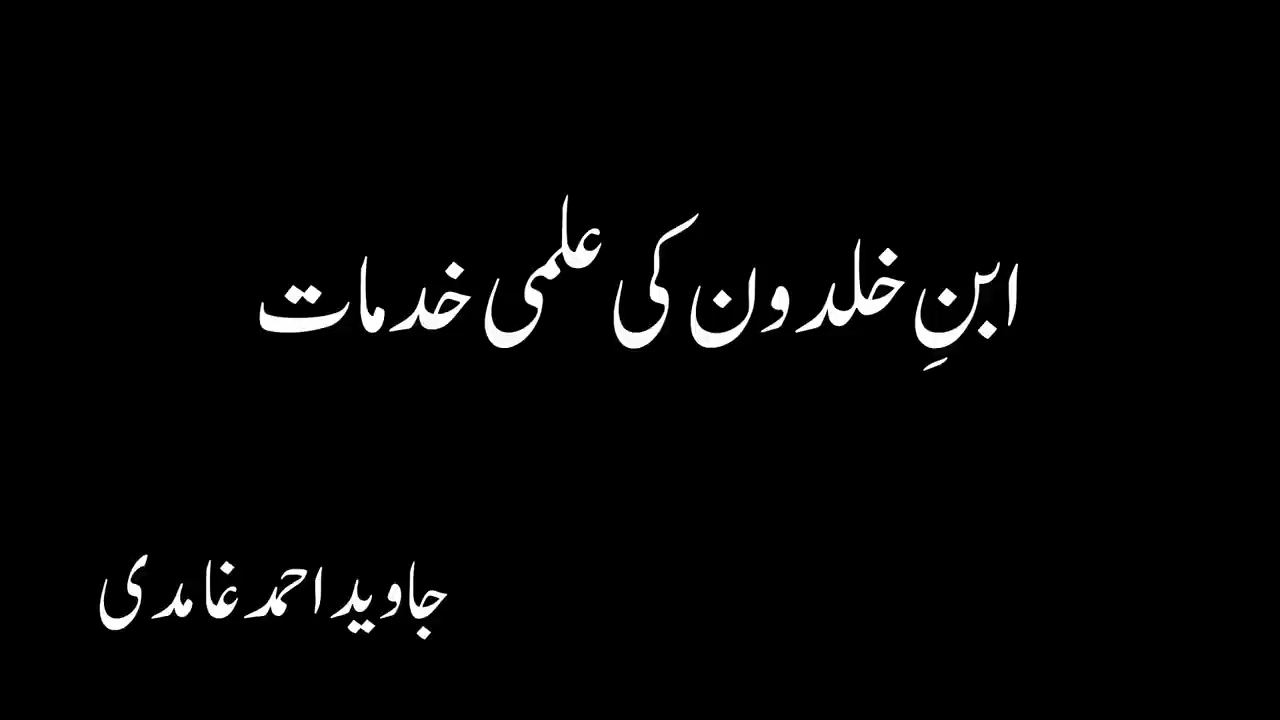 ابنِ خلدون کی علمی خدمات
جاوید احمد غامدی